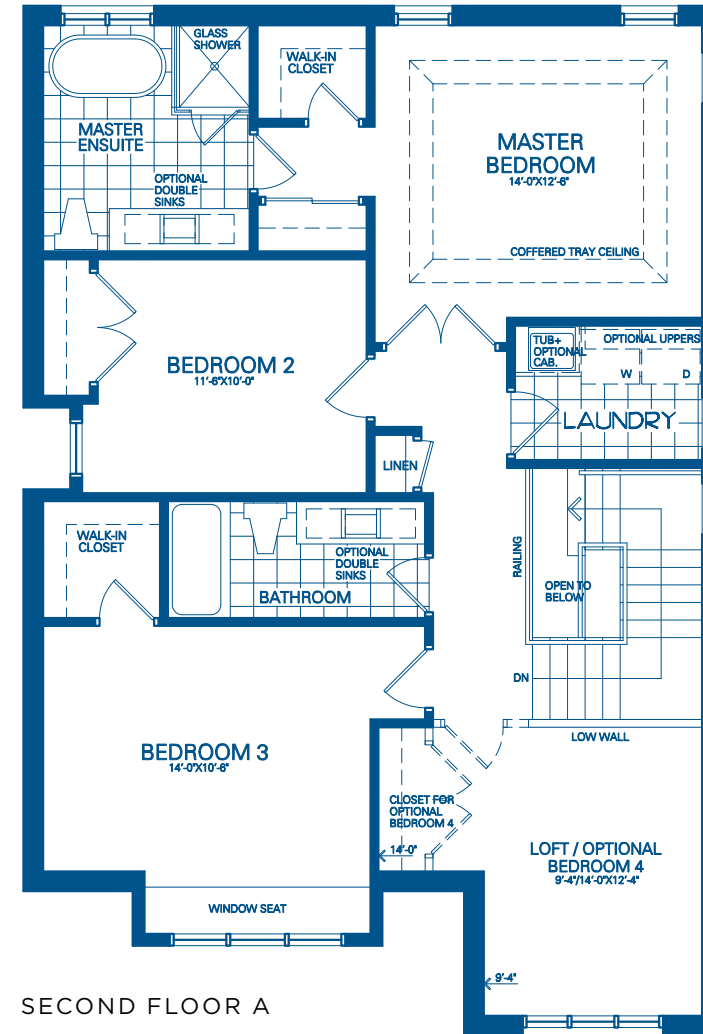 GLASS
SHOWER
WALK-IN
CLOSET
MASTER
ENSUITE
OPTIONAL
DOUBLE
SINKS
MASTER
BEDROOM
14'-0"X12'-6"
COFFERED TRAY CEILING
BEDROOM 2
11'-6"X10'-0"
TUB+
OPTIONAL
CAB.
OPTIONAL UPPERS
W
D
LAUNDRY
LINEN
WALK-IN
CLOSET
OPTIONAL
DOUBLE
SINKS
BATHROOM
RAILING
OPEN TO
BELOW
DN
LOW WALL
BEDROOM 3
14'-0"X10'-6"
CLOSET FOR
OPTIONAL
BEDROOM 4
14'-0"
LOFT / OPTIONAL
BEDROOM 4
9'-4"/14'-0"X12'-4"
WINDOW SEAT
9'-4"
SECOND FLOOR A